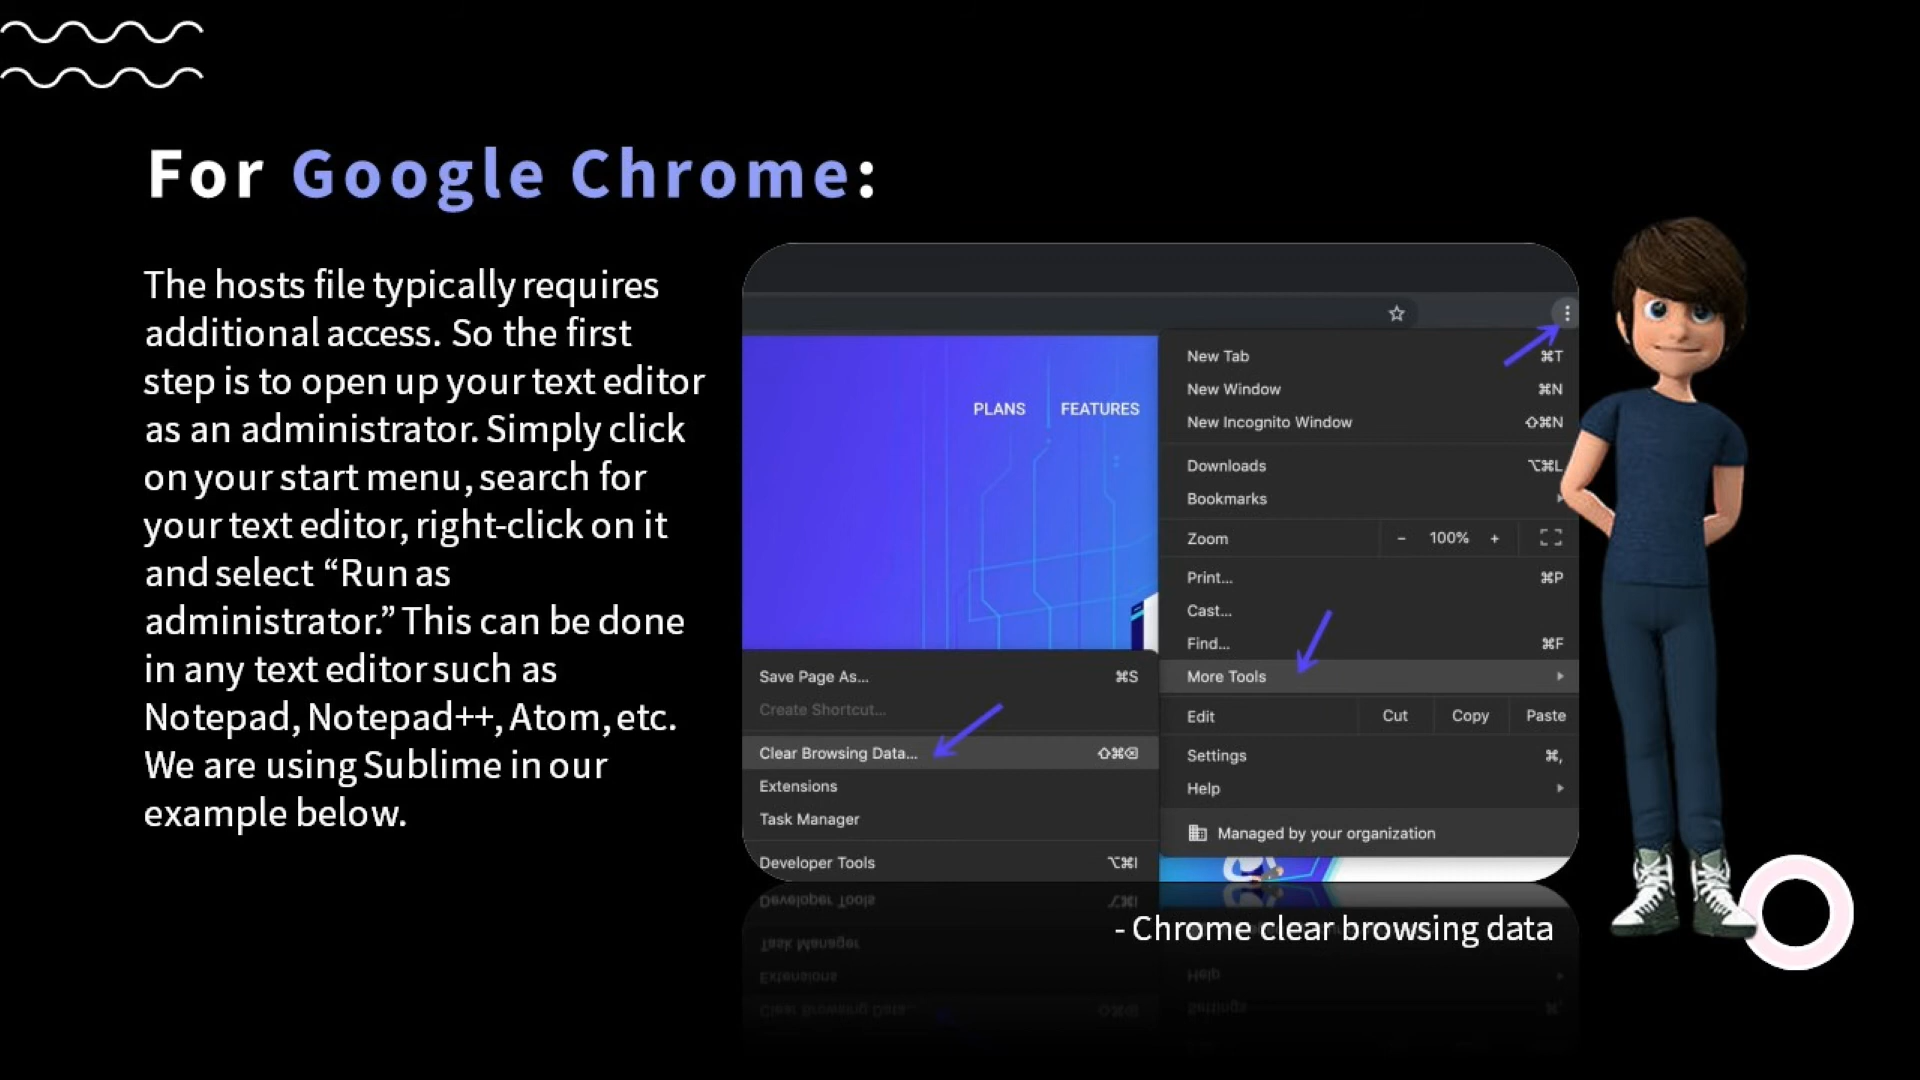 For Google Chrome:
The hosts file typically requires
additional access. So the first
step is to open up your text editor
as an administrator. Simply click
on your start menu, search for
your text editor, right-click on it
and select “Run as
administrator.” This can be done
in any text editor such as
Notepad, Notepad++, Atom, etc.
We are using Sublime in our
example below.
PLANS FEATURES
New Tab ⌘T
New Window ⌘N
New Incognito Window ⇧⌘N
Downloads ⌥⌘L
Bookmarks
Zoom - 100% +
Print... ⌘P
Cast...
Find... ⌘F
More Tools
Edit Cut Copy Paste
Settings ⌘,
Help
Managed by your organization
Save Page As... ⌘S
Create Shortcut...
Clear Browsing Data... ⇧⌘⌫
Extensions
Task Manager
Developer Tools ⌥⌘I
- Chrome clear browsing data